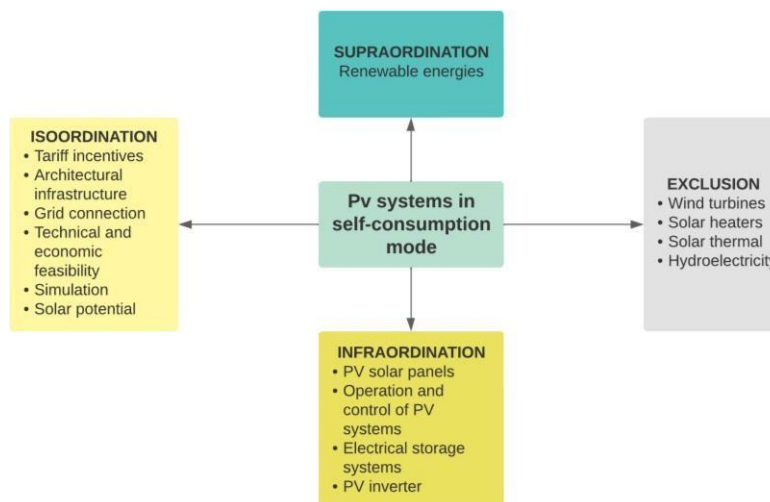 SUPRAORDINATION
Renewable energies
ISOORDINATION
• Tariff incentives
• Architectural
infrastructure
• Grid connection
• Technical and
economic
feasibility
• Simulation
• Solar potential
Pv systems in
self-consumption
mode
EXCLUSION
• Wind turbines
• Solar heaters
• Solar thermal
• Hydroelectricity
INFRAORDINATION
• PV solar panels
• Operation and
control of PV
systems
• Electrical storage
systems
• PV inverter